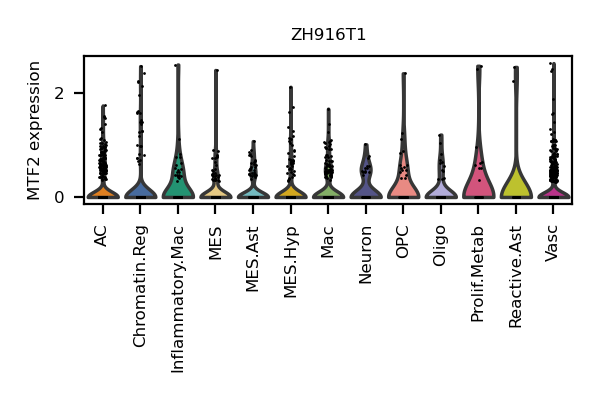 ZH916T1
MTF2 expression
2
0
AC
Chromatin.Reg
Inflammatory.Mac
MES
MES.Ast
MES.Hyp
Mac
Neuron
OPC
Oligo
Prolif.Metab
Reactive.Ast
Vasc